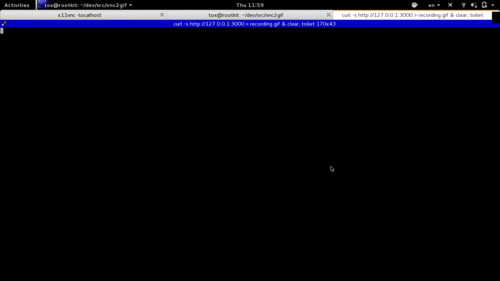 Activities tox@rootkit: ~/dev/src/vnc2gif Thu 11:59 en
x11vnc -localhost tox@rootkit: ~/dev/src/vnc2gif curl -s http://127.0.0.1:3000 > recording.gif & clear; toilet
curl -s http://127.0.0.1:3000 > recording.gif & clear; toilet 170x43